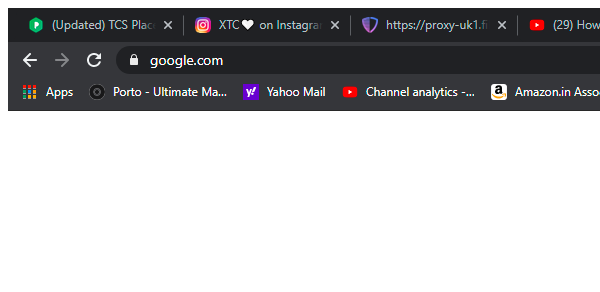 (Updated) TCS Plac
XTC🤍 on Instagra
https://proxy-uk1.fi
(29) How
google.com
Apps
Porto - Ultimate Ma...
Yahoo Mail
Channel analytics -...
Amazon.in Asso